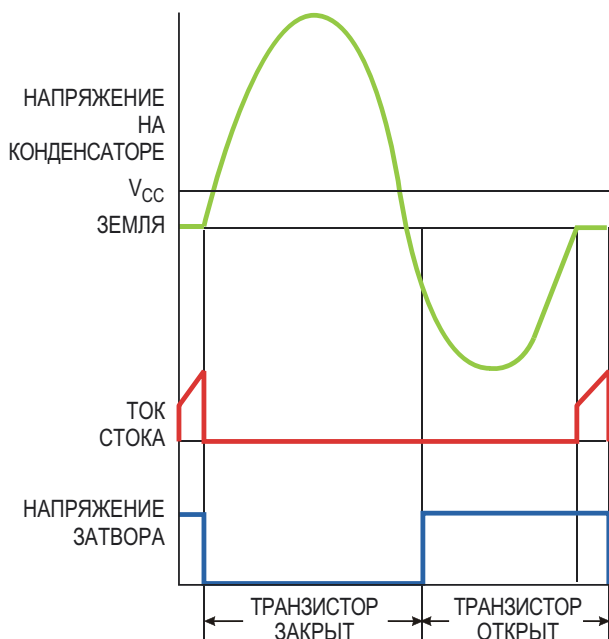 НАПРЯЖЕНИЕ
НА
КОНДЕНСАТОРЕ
VCC
ЗЕМЛЯ
ТОК
СТОКА
НАПРЯЖЕНИЕ
ЗАТВОРА
ТРАНЗИСТОР
ЗАКРЫТ
ТРАНЗИСТОР
ОТКРЫТ